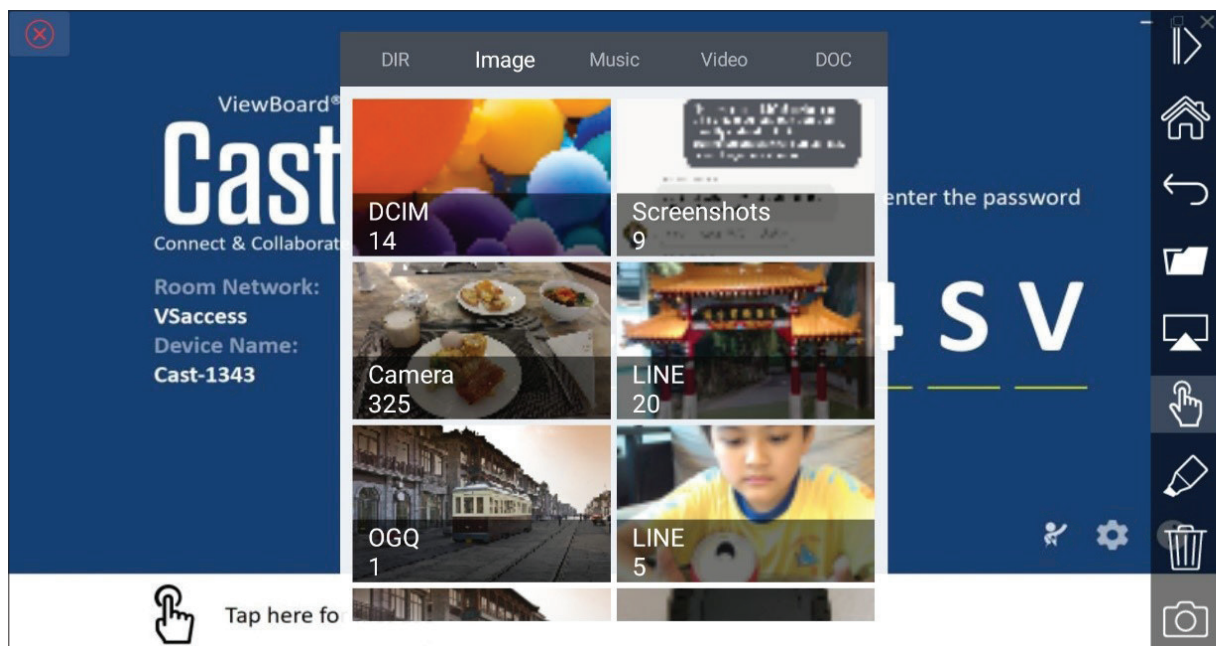 DIR Image Music Video DOC
ViewBoard®
Cast
Connect & Collaborate
Room Network:
VSaccess
Device Name:
Cast-1343
enter the password
S V
DCIM
14
Screenshots
9
Camera
325
LINE
20
OGQ
1
LINE
5
Tap here fo